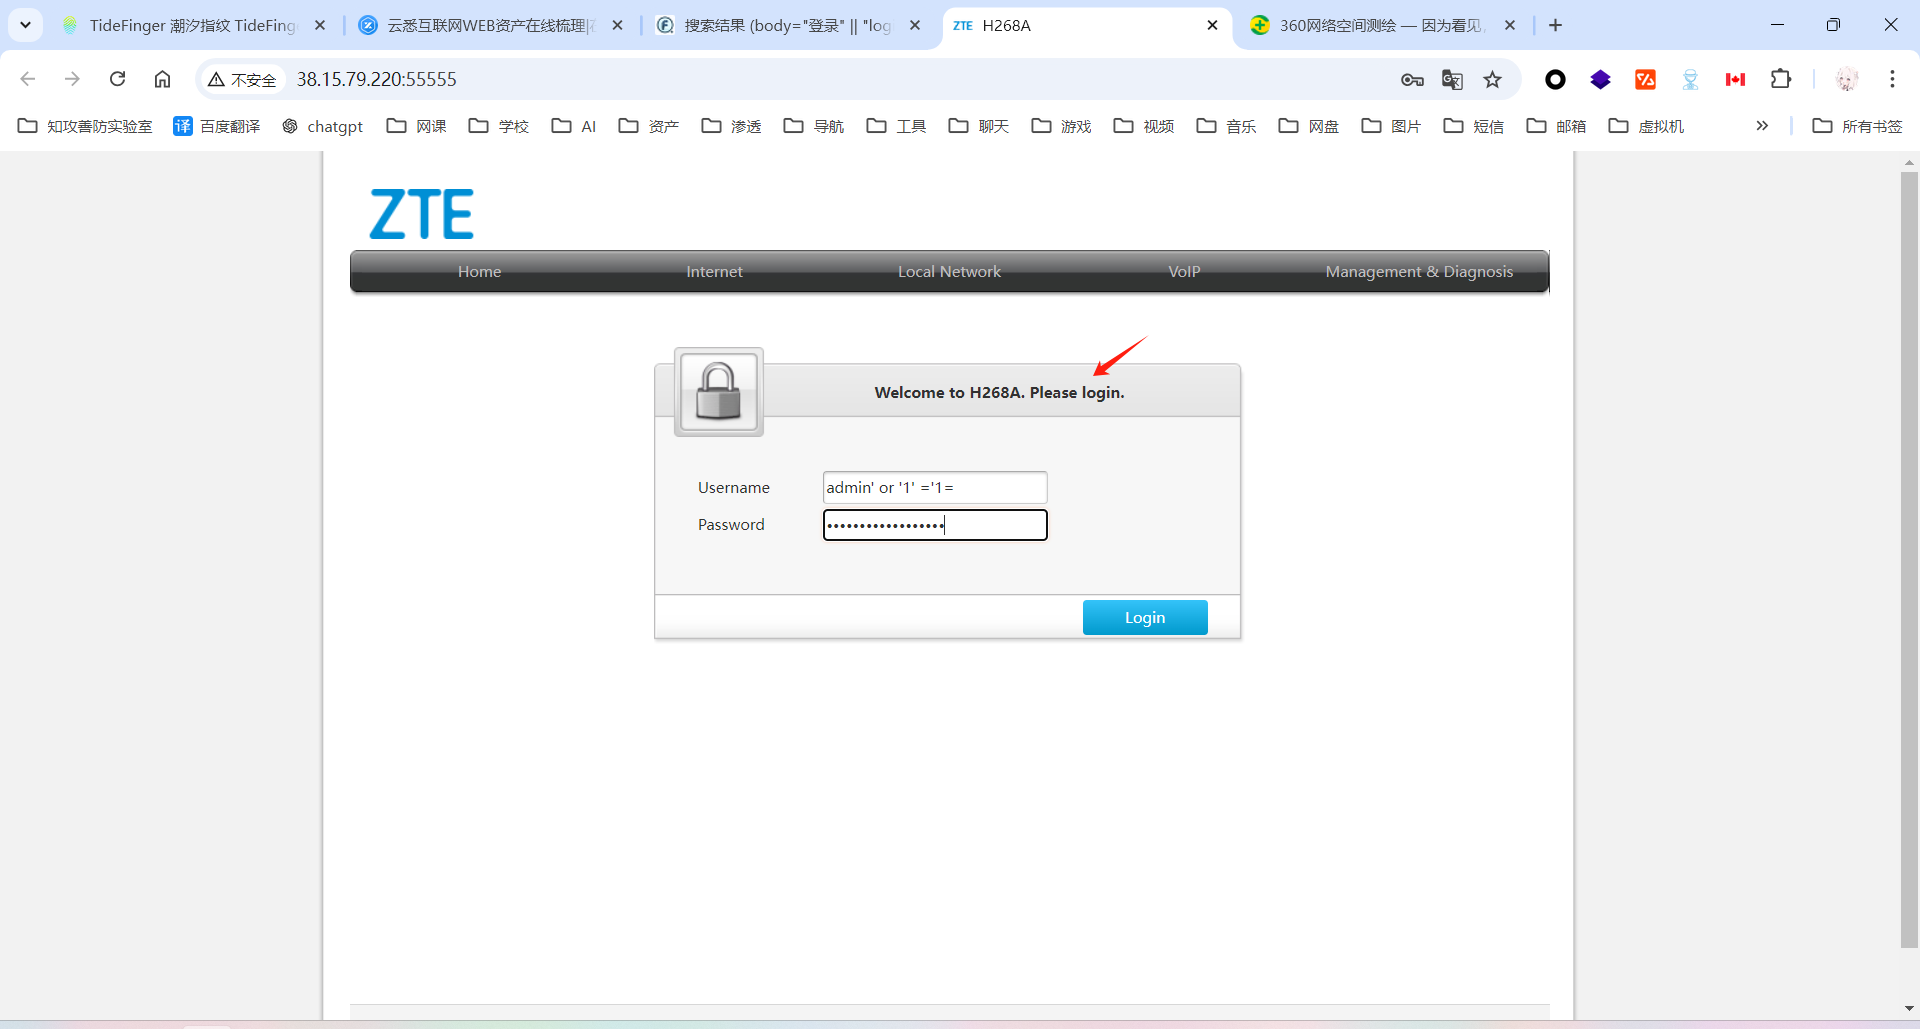 TideFinger 潮汐指纹 TideFing
云悉互联网WEB资产在线梳理|
搜索结果 (body="登录" || "log
ZTE H268A
360网络空间测绘 — 因为看见,
不安全 38.15.79.220:55555
知攻善防实验室 译 百度翻译 chatgpt 网课 学校 AI 资产 渗透 导航 工具 聊天 游戏 视频 音乐 网盘 图片 短信 邮箱 虚拟机 » 所有书签
ZTE
Home Internet Local Network VoIP Management & Diagnosis
Welcome to H268A. Please login.
Username admin' or '1' ='1=
Password
Login